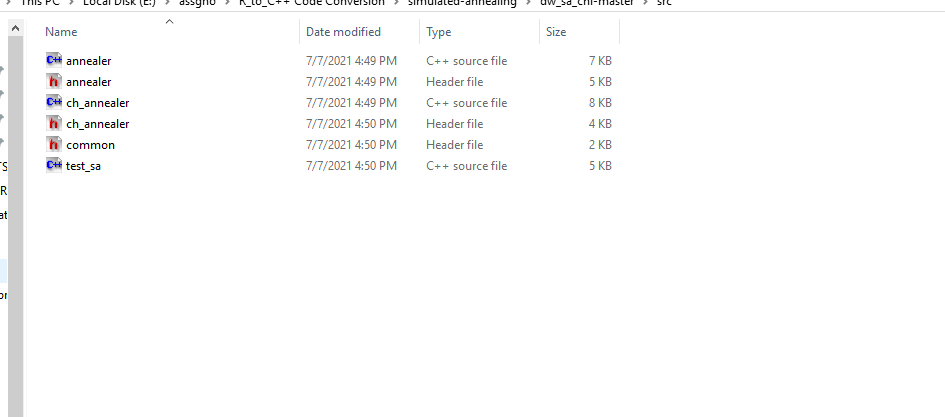 This PC > Local Disk (E:) > assgno > R_to_C++ Code Conversion > simulated-annealing > dw_sa_chi-master > src
Name Date modified Type Size
annealer 7/7/2021 4:49 PM C++ source file 7 KB
annealer 7/7/2021 4:49 PM Header file 5 KB
ch_annealer 7/7/2021 4:49 PM C++ source file 8 KB
ch_annealer 7/7/2021 4:50 PM Header file 4 KB
common 7/7/2021 4:50 PM Header file 2 KB
test_sa 7/7/2021 4:50 PM C++ source file 5 KB